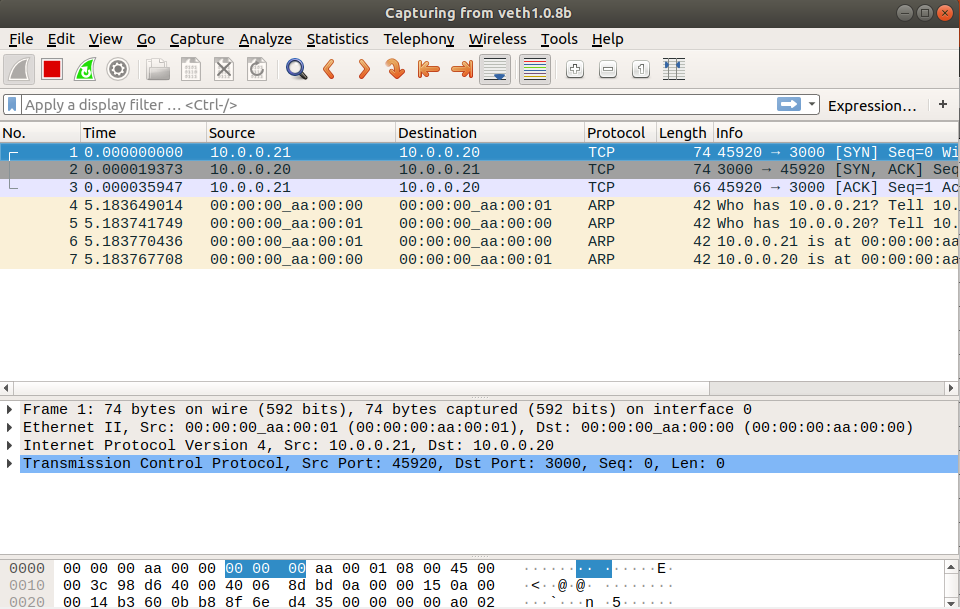 Capturing from veth1.0.8b
File Edit View Go Capture Analyze Statistics Telephony Wireless Tools Help
Apply a display filter … <Ctrl-/> Expression… +
No. Time Source Destination Protocol Length Info
1 0.000000000 10.0.0.21 10.0.0.20 TCP 74 45920 → 3000 [SYN] Seq=0 Wi
2 0.000019373 10.0.0.20 10.0.0.21 TCP 74 3000 → 45920 [SYN, ACK] Seq
3 0.000035947 10.0.0.21 10.0.0.20 TCP 66 45920 → 3000 [ACK] Seq=1 Ac
4 5.183649014 00:00:00_aa:00:00 00:00:00_aa:00:01 ARP 42 Who has 10.0.0.21? Tell 10.
5 5.183741749 00:00:00_aa:00:01 00:00:00_aa:00:00 ARP 42 Who has 10.0.0.20? Tell 10.
6 5.183770436 00:00:00_aa:00:01 00:00:00_aa:00:00 ARP 42 10.0.0.21 is at 00:00:00:aa
7 5.183767708 00:00:00_aa:00:00 00:00:00_aa:00:01 ARP 42 10.0.0.20 is at 00:00:00:aa
Frame 1: 74 bytes on wire (592 bits), 74 bytes captured (592 bits) on interface 0
Ethernet II, Src: 00:00:00_aa:00:01 (00:00:00:aa:00:01), Dst: 00:00:00_aa:00:00 (00:00:00:aa:00:00)
Internet Protocol Version 4, Src: 10.0.0.21, Dst: 10.0.0.20
Transmission Control Protocol, Src Port: 45920, Dst Port: 3000, Seq: 0, Len: 0
0000 00 00 00 aa 00 00 00 00 00 aa 00 01 08 00 45 00 ··············E·
0010 00 3c 98 d6 40 00 40 06 8d bd 0a 00 00 15 0a 00 ·<··@·@·········
0020 00 14 b3 60 0b b8 8f 6e d4 35 00 00 00 00 a0 02 ···`···n·5······